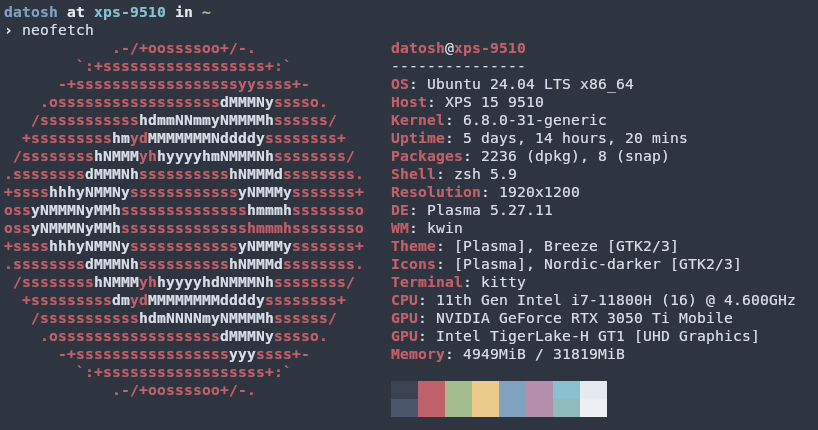 datosh at xps-9510 in ~
› neofetch
            .-/+oossssoo+/-.               datosh@xps-9510
        `:+ssssssssssssssssss+:`           ---------------
      -+ssssssssssssssssssyyssss+-         OS: Ubuntu 24.04 LTS x86_64
    .ossssssssssssssssssdMMMNysssso.       Host: XPS 15 9510
   /ssssssssssshdmmNNmmyNMMMMhssssss/      Kernel: 6.8.0-31-generic
  +ssssssssshmydMMMMMMMNddddyssssssss+     Uptime: 5 days, 14 hours, 20 mins
 /sssssssshNMMMyhhyyyyhmNMMMNhssssssss/    Packages: 2236 (dpkg), 8 (snap)
.ssssssssdMMMNhsssssssssshNMMMdssssssss.   Shell: zsh 5.9
+sssshhhyNMMNyssssssssssssyNMMMysssssss+   Resolution: 1920x1200
ossyNMMMNyMMhsssssssssssssshmmmhssssssso   DE: Plasma 5.27.11
ossyNMMMNyMMhsssssssssssssshmmmhssssssso   WM: kwin
+sssshhhyNMMNyssssssssssssyNMMMysssssss+   Theme: [Plasma], Breeze [GTK2/3]
.ssssssssdMMMNhsssssssssshNMMMdssssssss.   Icons: [Plasma], Nordic-darker [GTK2/3]
 /sssssssshNMMMyhhyyyyhdNMMMNhssssssss/    Terminal: kitty
  +sssssssssdmydMMMMMMMMddddyssssssss+     CPU: 11th Gen Intel i7-11800H (16) @ 4.600GHz
   /ssssssssssshdmNNNNmyNMMMMhssssss/      GPU: NVIDIA GeForce RTX 3050 Ti Mobile
    .ossssssssssssssssssdMMMNysssso.       GPU: Intel TigerLake-H GT1 [UHD Graphics]
      -+sssssssssssssssssyyyssss+-         Memory: 4949MiB / 31819MiB
        `:+ssssssssssssssssss+:`
            .-/+oossssoo+/-.